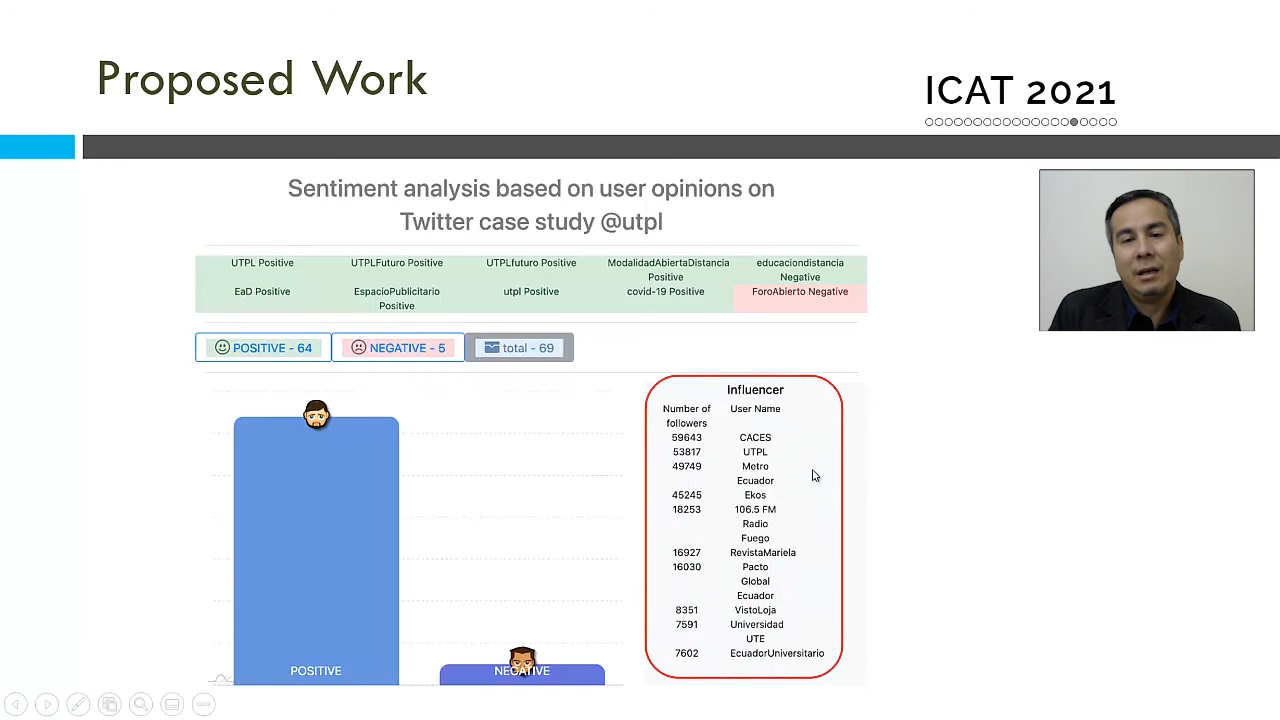 Proposed Work
ICAT 2021
Sentiment analysis based on user opinions on
Twitter case study @utpl
UTPL Positive
UTPLFuturo Positive
UTPLfuturo Positive
ModalidadAbiertaDistancia
Positive
educaciondistancia
Negative
EaD Positive
EspacioPublicitario
Positive
utpl Positive
covid-19 Positive
ForoAbierto Negative
POSITIVE - 64
NEGATIVE - 5
total - 69
POSITIVE
NEGATIVE
Influencer
Number of
followers
User Name
59643 CACES
53817 UTPL
49749 Metro
Ecuador
45245 Ekos
18253 106.5 FM
Radio
Fuego
16927 RevistaMariela
16030 Pacto
Global
Ecuador
8351 VistoLoja
7591 Universidad
UTE
7602 EcuadorUniversitario